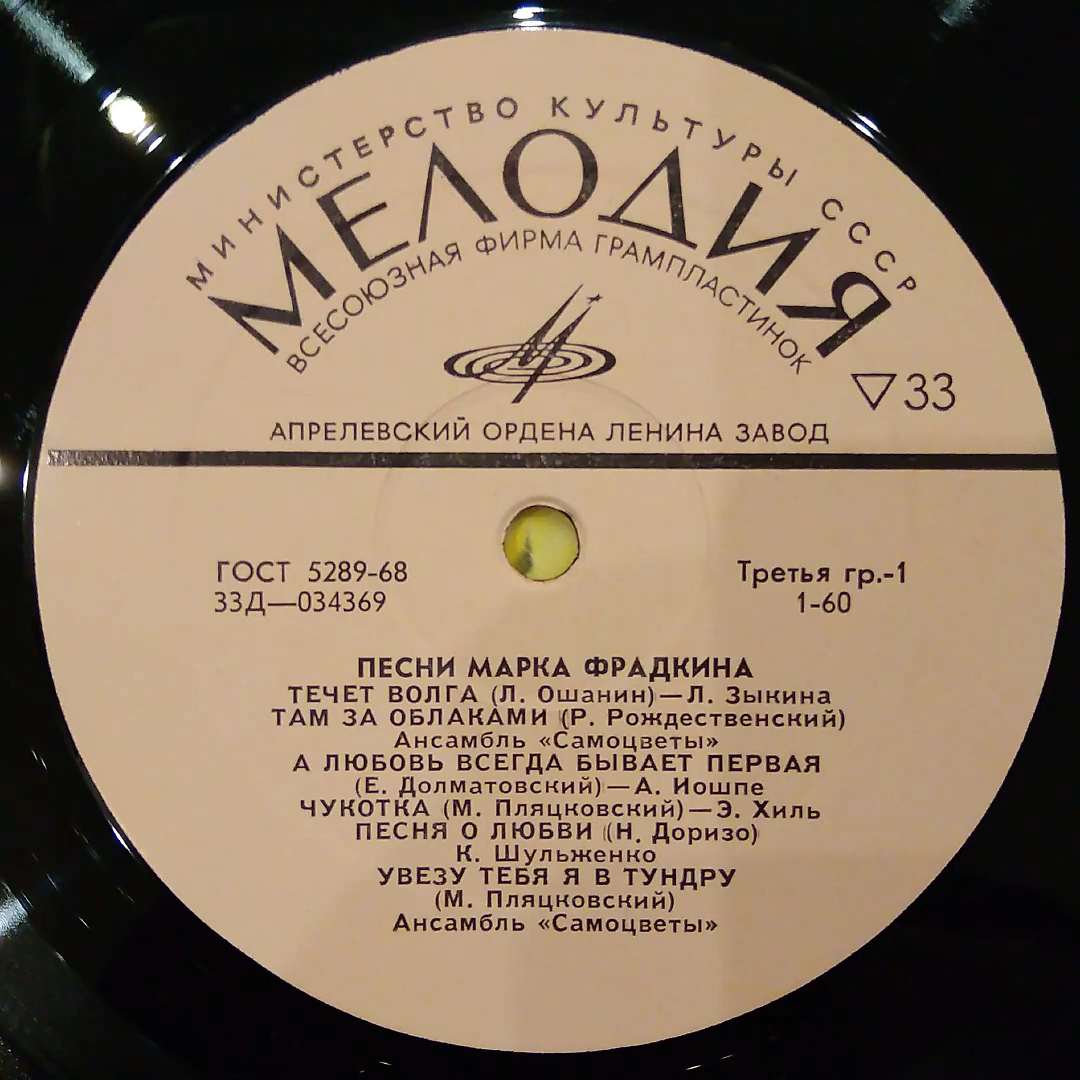 МИНИСТЕРСТВО КУЛЬТУРЫ СССР
МЕЛОДИЯ
ВСЕСОЮЗНАЯ ФИРМА ГРАМПЛАСТИНОК
▽33
АПРЕЛЕВСКИЙ ОРДЕНА ЛЕНИНА ЗАВОД
ГОСТ 5289-68
Третья гр.-1
33Д—034369
1-60
ПЕСНИ МАРКА ФРАДКИНА
ТЕЧЕТ ВОЛГА (Л. Ошанин)—Л. Зыкина
ТАМ ЗА ОБЛАКАМИ (Р. Рождественский)
Ансамбль «Самоцветы»
А ЛЮБОВЬ ВСЕГДА БЫВАЕТ ПЕРВАЯ
(Е. Долматовский)—А. Иошпе
ЧУКОТКА (М. Пляцковский)—Э. Хиль
ПЕСНЯ О ЛЮБВИ (Н. Доризо)
К. Шульженко
УВЕЗУ ТЕБЯ Я В ТУНДРУ
(М. Пляцковский)
Ансамбль «Самоцветы»